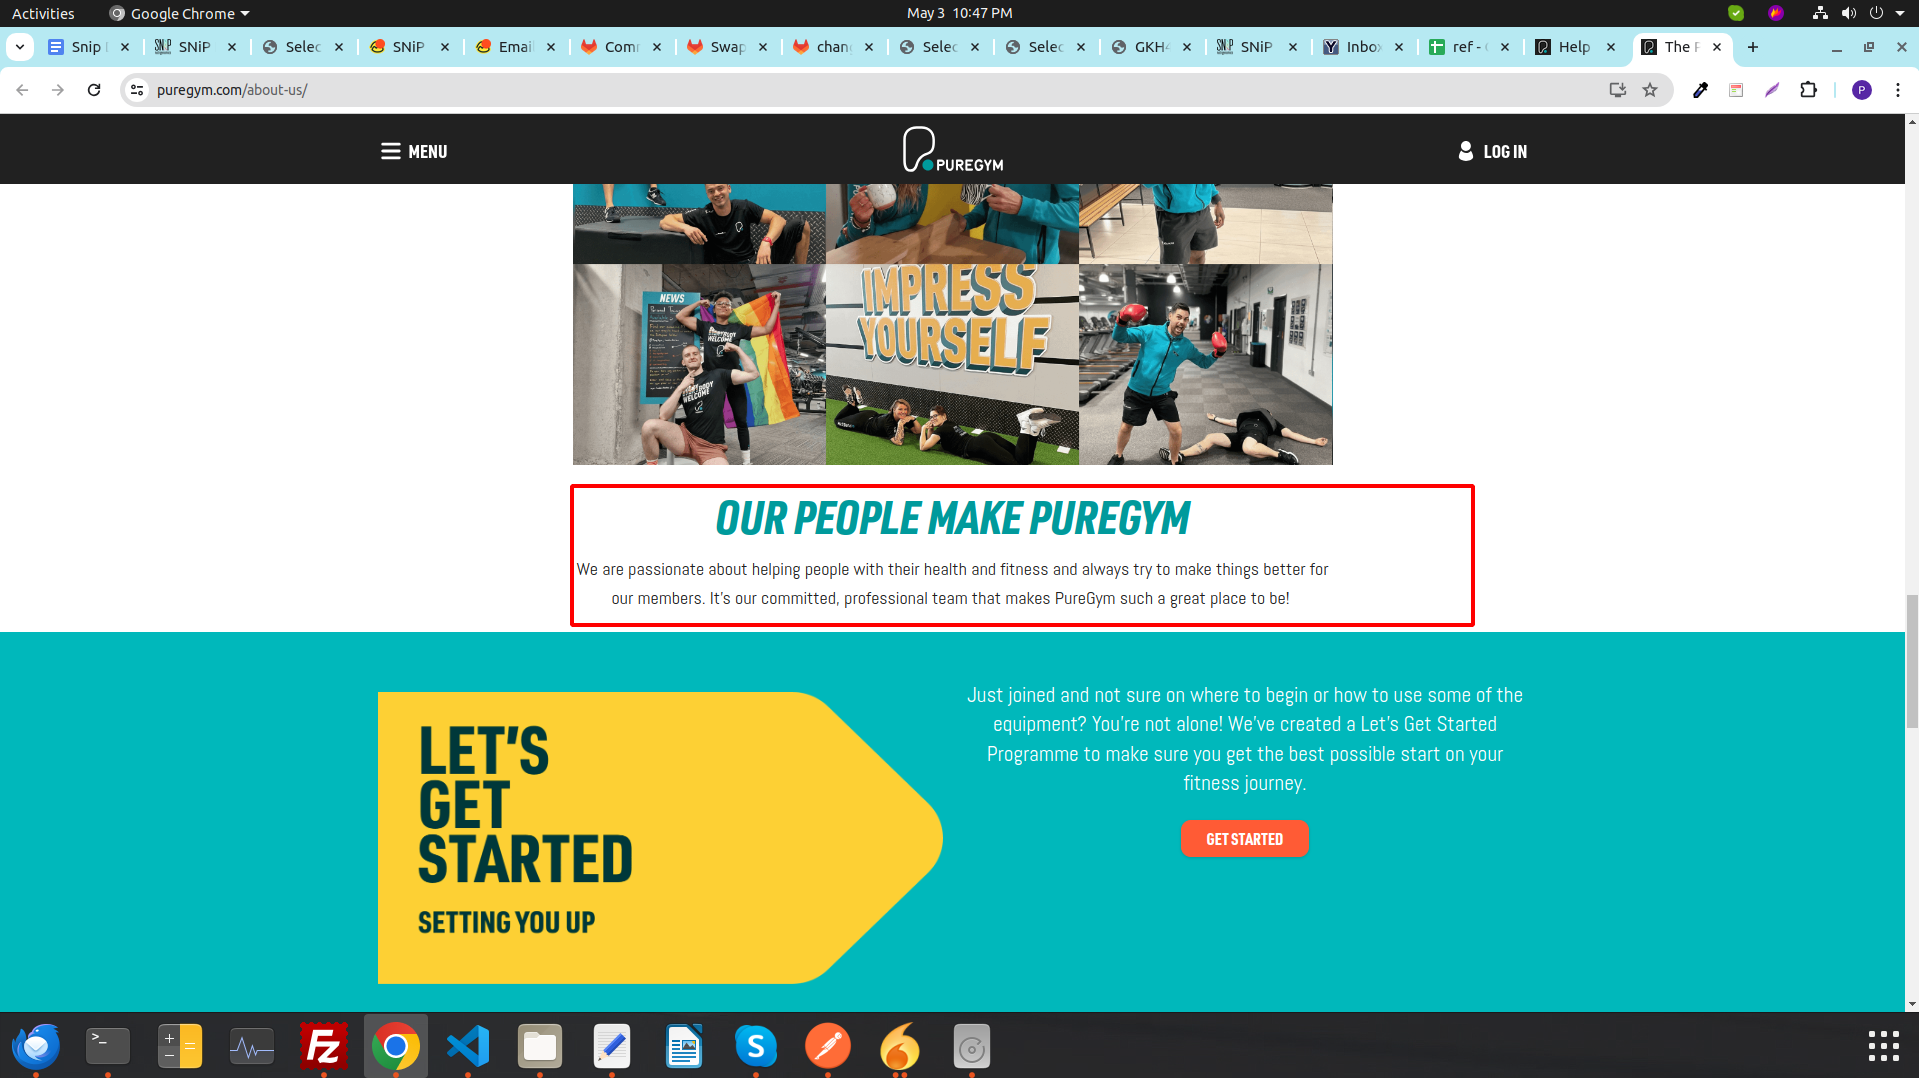 Activities
Google Chrome
May 3 10:47 PM
Snip
SNiP
Selec
SNiP
Email
Com
Swap
chan
Selec
Selec
GKH
SNiP
Inbo
ref -
Help
The
puregym.com/about-us/
P
MENU
PUREGYM
LOG IN
NEWS
IMPRESS
YOURSELF
OUR PEOPLE MAKE PUREGYM
We are passionate about helping people with their health and fitness and always try to make things better for
our members. It's our committed, professional team that makes PureGym such a great place to be!
LET'S
GET
STARTED
SETTING YOU UP
Just joined and not sure on where to begin or how to use some of the
equipment? You're not alone! We've created a Let's Get Started
Programme to make sure you get the best possible start on your
fitness journey.
GET STARTED